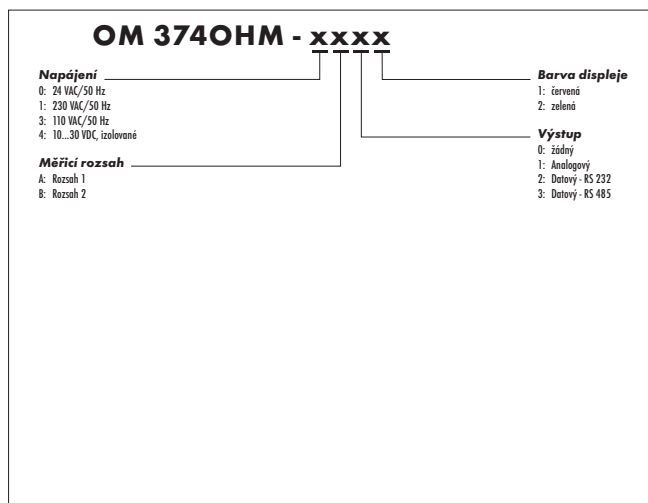 OM 374OHM - xxxx
Napájení
0: 24 VAC/50 Hz
1: 230 VAC/50 Hz
3: 110 VAC/50 Hz
4: 10...30 VDC, izolované
Měřicí rozsah
A: Rozsah 1
B: Rozsah 2
Barva displeje
1: červená
2: zelená
Výstup
0: žádný
1: Analogový
2: Datový - RS 232
3: Datový - RS 485